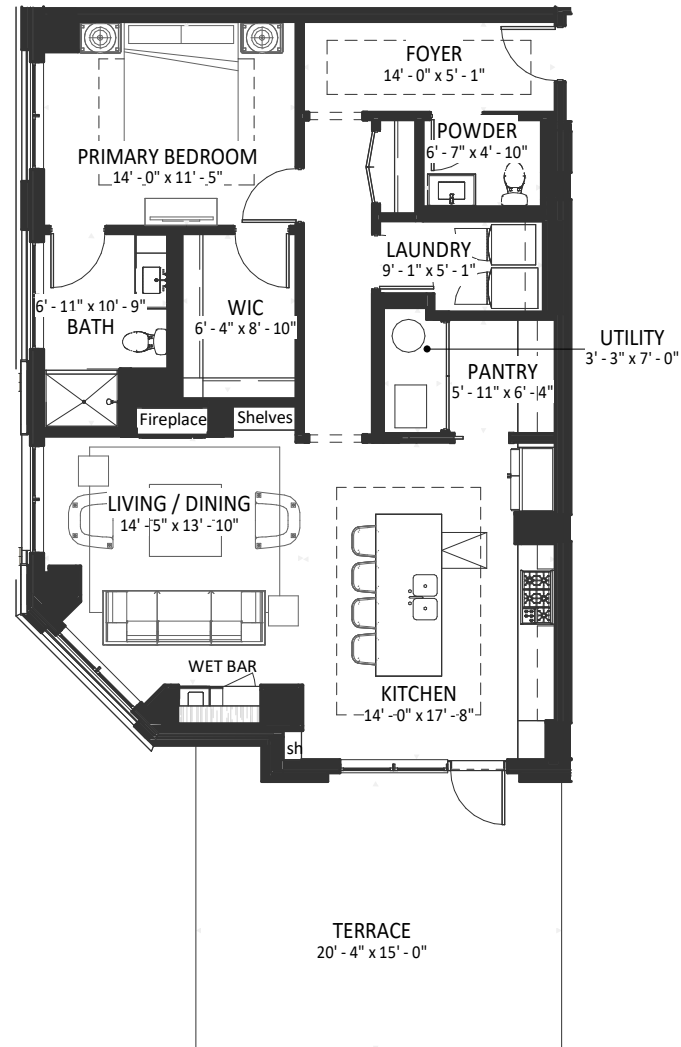 FOYER
14' - 0" x 5' - 1"
POWDER
6' - 7" x 4' - 10"
PRIMARY BEDROOM
14' - 0" x 11' - 5"
LAUNDRY
9' - 1" x 5' - 1"
6' - 11" x 10' - 9"
BATH
WIC
6' - 4" x 8' - 10"
UTILITY
3' - 3" x 7' - 0"
PANTRY
5' - 11" x 6' - 4"
Fireplace
Shelves
LIVING / DINING
14' - 5" x 13' - 10"
WET BAR
KITCHEN
14' - 0" x 17' - 8"
sh
TERRACE
20' - 4" x 15' - 0"